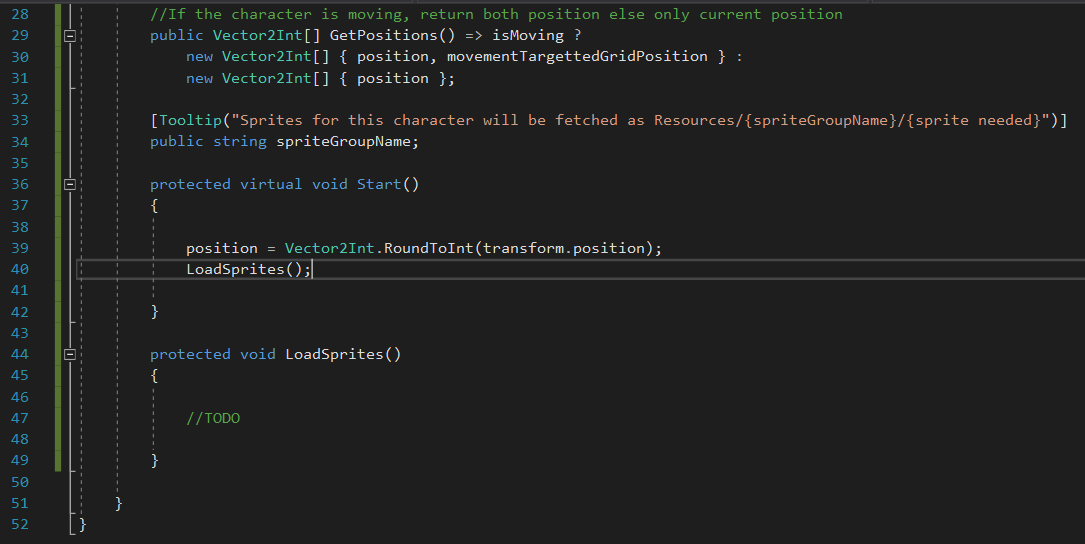 28 //If the character is moving, return both position else only current position
29 public Vector2Int[] GetPositions() => isMoving ?
30 new Vector2Int[] { position, movementTargettedGridPosition } :
31 new Vector2Int[] { position };
32
33 [Tooltip("Sprites for this character will be fetched as Resources/{spriteGroupName}/{sprite needed}")]
34 public string spriteGroupName;
35
36 protected virtual void Start()
37 {
38
39 position = Vector2Int.RoundToInt(transform.position);
40 LoadSprites();
41
42 }
43
44 protected void LoadSprites()
45 {
46
47 //TODO
48
49 }
50
51 }
52 }